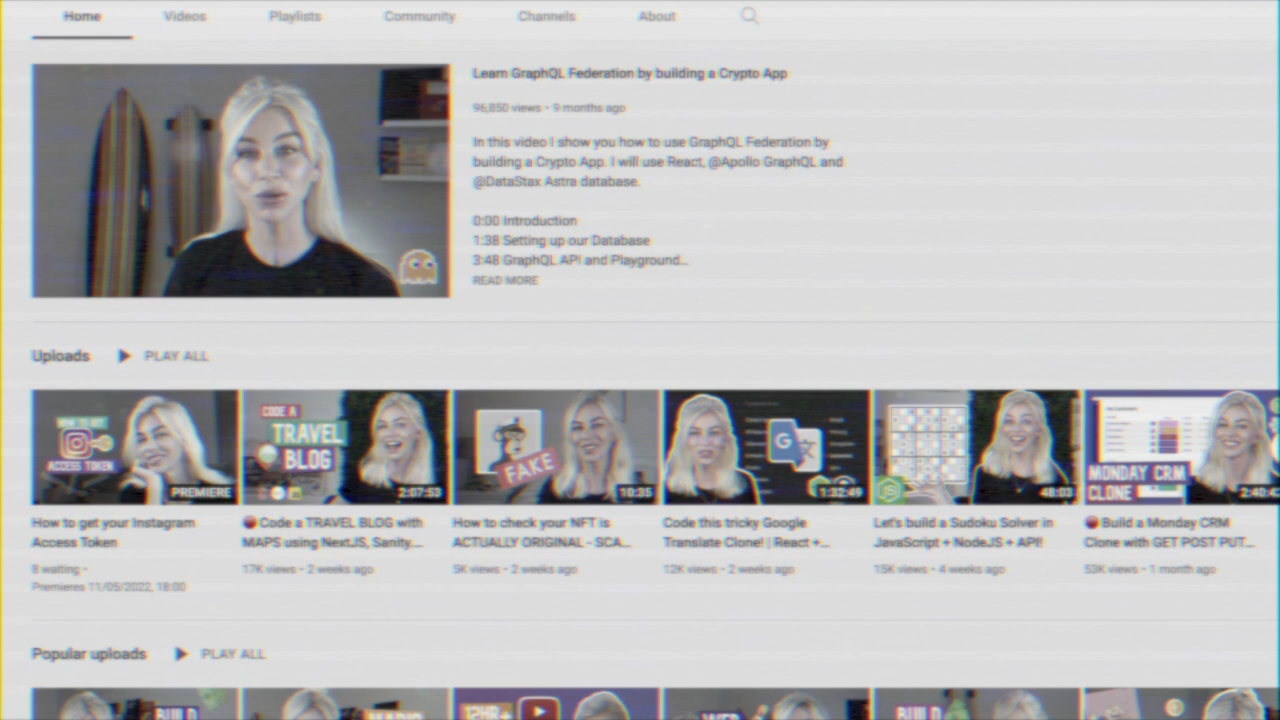 Home Videos Playlists Community Channels About
Learn GraphQL Federation by building a Crypto App
96,850 views • 9 months ago
In this video I show you how to use GraphQL Federation by
building a Crypto App. I will use React, @Apollo GraphQL and
@DataStax Astra database.
0:00 Introduction
1:38 Setting up our Database
3:48 GraphQL API and Playground...
READ MORE
Uploads PLAY ALL
HOW TO GET
ACCESS TOKEN
PREMIERE
CODE A
TRAVEL
BLOG
2:07:53
FAKE
10:35
G
1:32:49
48:03
MONDAY CRM
CLONE
2:40:4
How to get your Instagram
Access Token
8 waiting •
Premieres 11/05/2022, 18:00
Code a TRAVEL BLOG with
MAPS using NextJS, Sanity....
17K views • 2 weeks ago
How to check your NFT is
ACTUALLY ORIGINAL - SCA...
5K views • 2 weeks ago
Code this tricky Google
Translate Clone! | React +...
12K views • 2 weeks ago
Let's build a Sudoku Solver in
JavaScript + NodeJS + API!
15K views • 4 weeks ago
Build a Monday CRM
Clone with GET POST PUT...
53K views • 1 month ago
Popular uploads PLAY ALL
BUILD
12HR+
BUILD